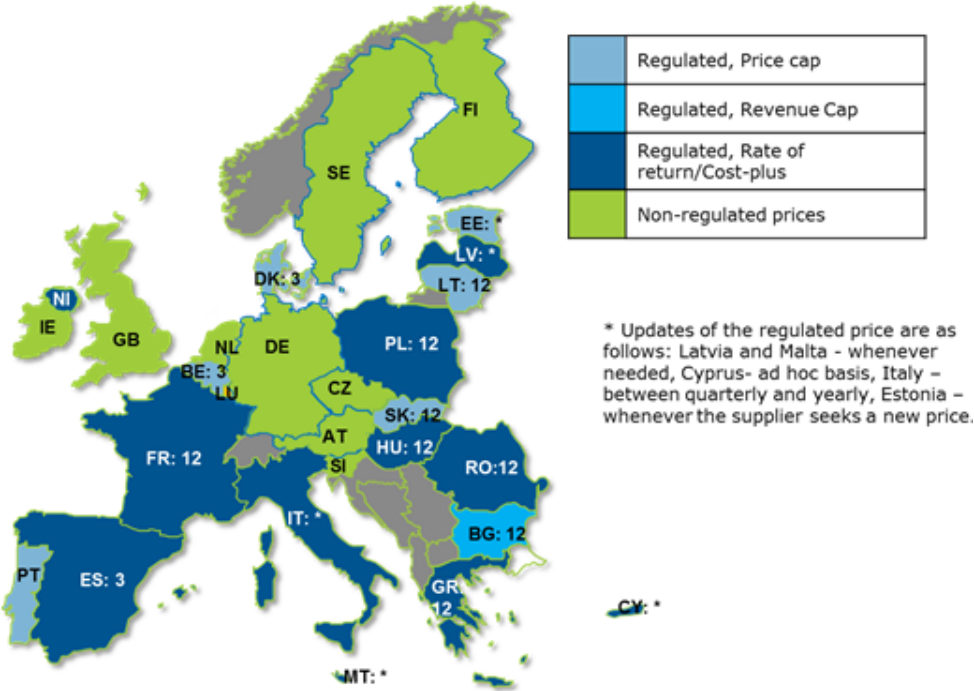 Regulated, Price cap
Regulated, Revenue Cap
Regulated, Rate of
return/Cost-plus
Non-regulated prices
FI
SE
EE: *
LV: *
DK: 3
LT: 12
NI
IE
GB
NL
DE
PL: 12
BE: 3
LU
CZ
SK: 12
AT
HU: 12
FR: 12
SI
RO:12
IT: *
BG: 12
PT
ES: 3
GR:
12
CY: *
MT: *
* Updates of the regulated price are as
follows: Latvia and Malta - whenever
needed, Cyprus- ad hoc basis, Italy –
between quarterly and yearly, Estonia –
whenever the supplier seeks a new price.